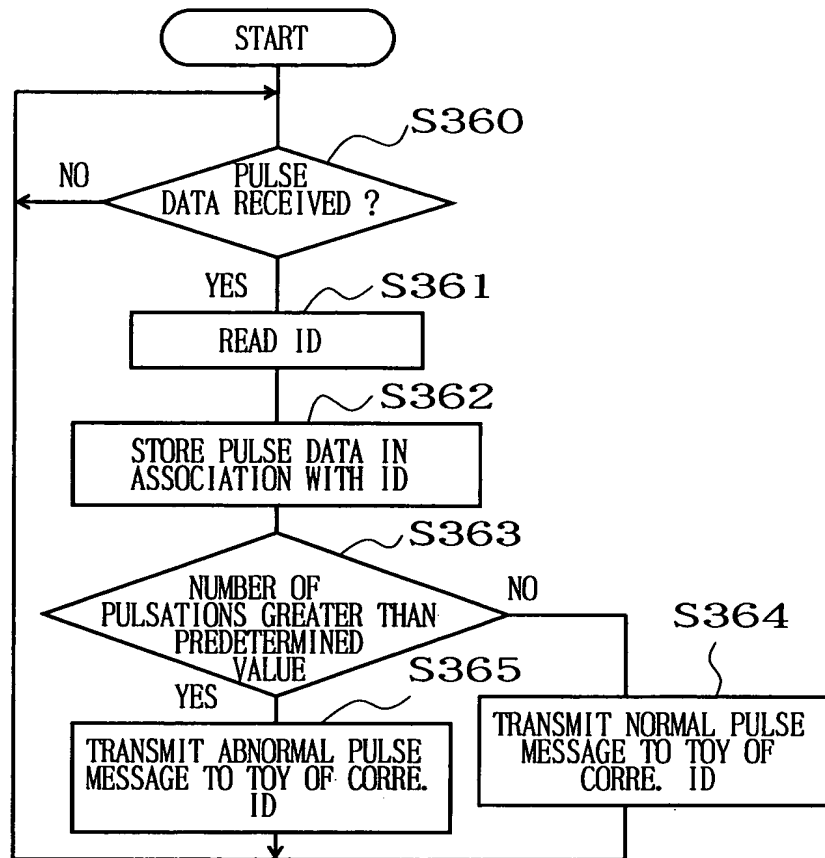 START
S360
PULSE
DATA RECEIVED ?
NO
YES
S361
READ ID
S362
STORE PULSE DATA IN
ASSOCIATION WITH ID
S363
NUMBER OF
PULSATIONS GREATER THAN
PREDETERMINED
VALUE
NO
YES
S364
TRANSMIT NORMAL PULSE
MESSAGE TO TOY OF
CORRE. ID
S365
TRANSMIT ABNORMAL PULSE
MESSAGE TO TOY OF CORRE.
ID